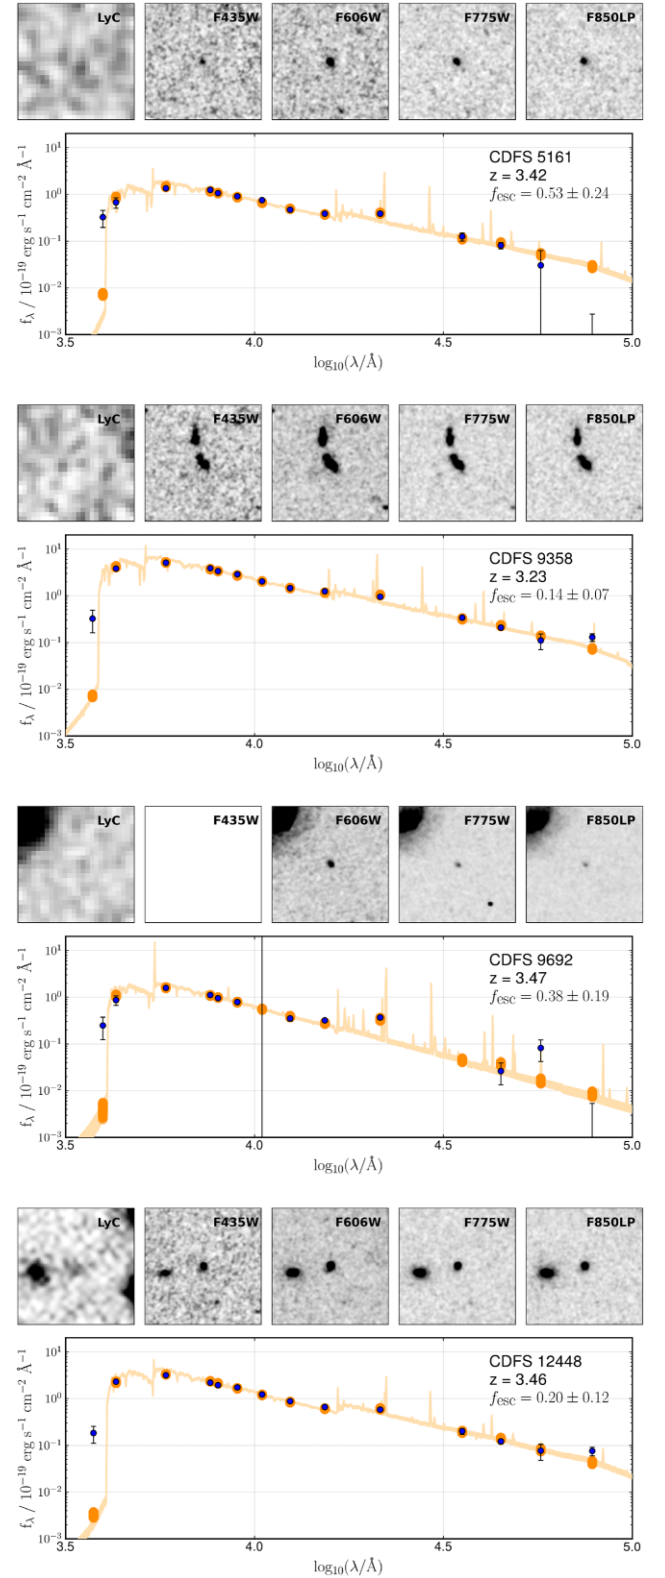 LyC F435W F606W F775W F850LP
CDFS 5161
z = 3.42
f_esc = 0.53 ± 0.24
f_λ / 10^−19 erg s^−1 cm^−2 Å^−1
10^1
10^0
10^−1
10^−2
10^−3
3.5 4.0 4.5 5.0
log_10(λ/Å)
LyC F435W F606W F775W F850LP
CDFS 9358
z = 3.23
f_esc = 0.14 ± 0.07
f_λ / 10^−19 erg s^−1 cm^−2 Å^−1
10^1
10^0
10^−1
10^−2
10^−3
3.5 4.0 4.5 5.0
log_10(λ/Å)
LyC F435W F606W F775W F850LP
CDFS 9692
z = 3.47
f_esc = 0.38 ± 0.19
f_λ / 10^−19 erg s^−1 cm^−2 Å^−1
10^1
10^0
10^−1
10^−2
10^−3
3.5 4.0 4.5 5.0
log_10(λ/Å)
LyC F435W F606W F775W F850LP
CDFS 12448
z = 3.46
f_esc = 0.20 ± 0.12
f_λ / 10^−19 erg s^−1 cm^−2 Å^−1
10^1
10^0
10^−1
10^−2
10^−3
3.5 4.0 4.5 5.0
log_10(λ/Å)